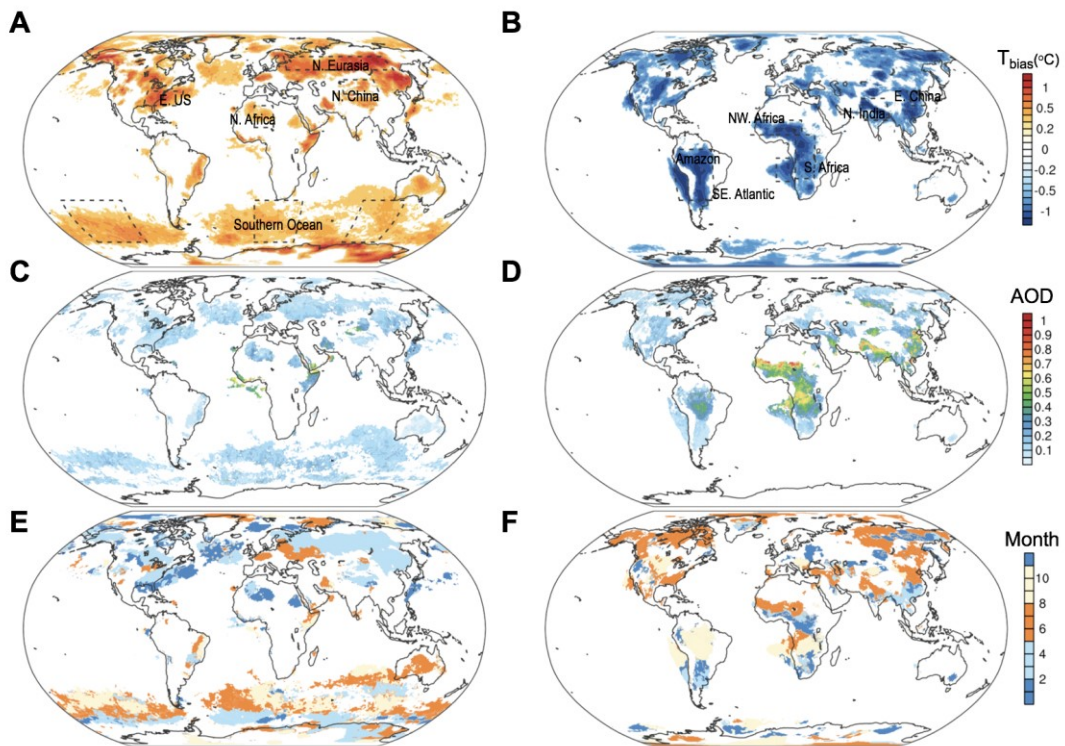 A
B
T bias(°C)
N. Eurasia
E. US
N. China
N. Africa
Southern Ocean
E. China
N. India
NW. Africa
Amazon
S. Africa
SE. Atlantic
1
0.5
0.2
0
-0.2
-0.5
-1
C
D
AOD
1
0.9
0.8
0.7
0.6
0.5
0.4
0.3
0.2
0.1
E
F
Month
10
8
6
4
2